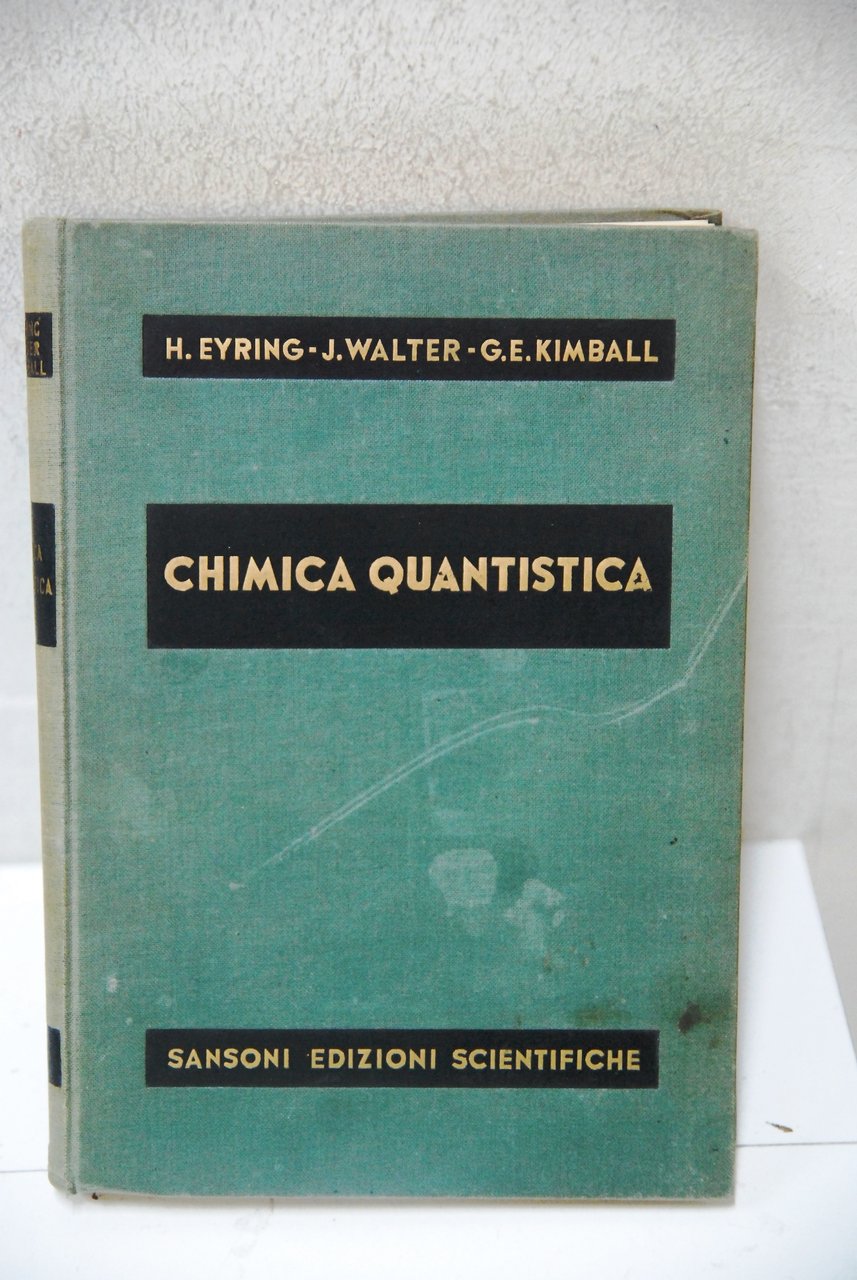 H. EYRING - J. WALTER - G.E. KIMBALL
CHIMICA QUANTISTICA
SANSONI EDIZIONI SCIENTIFICHE